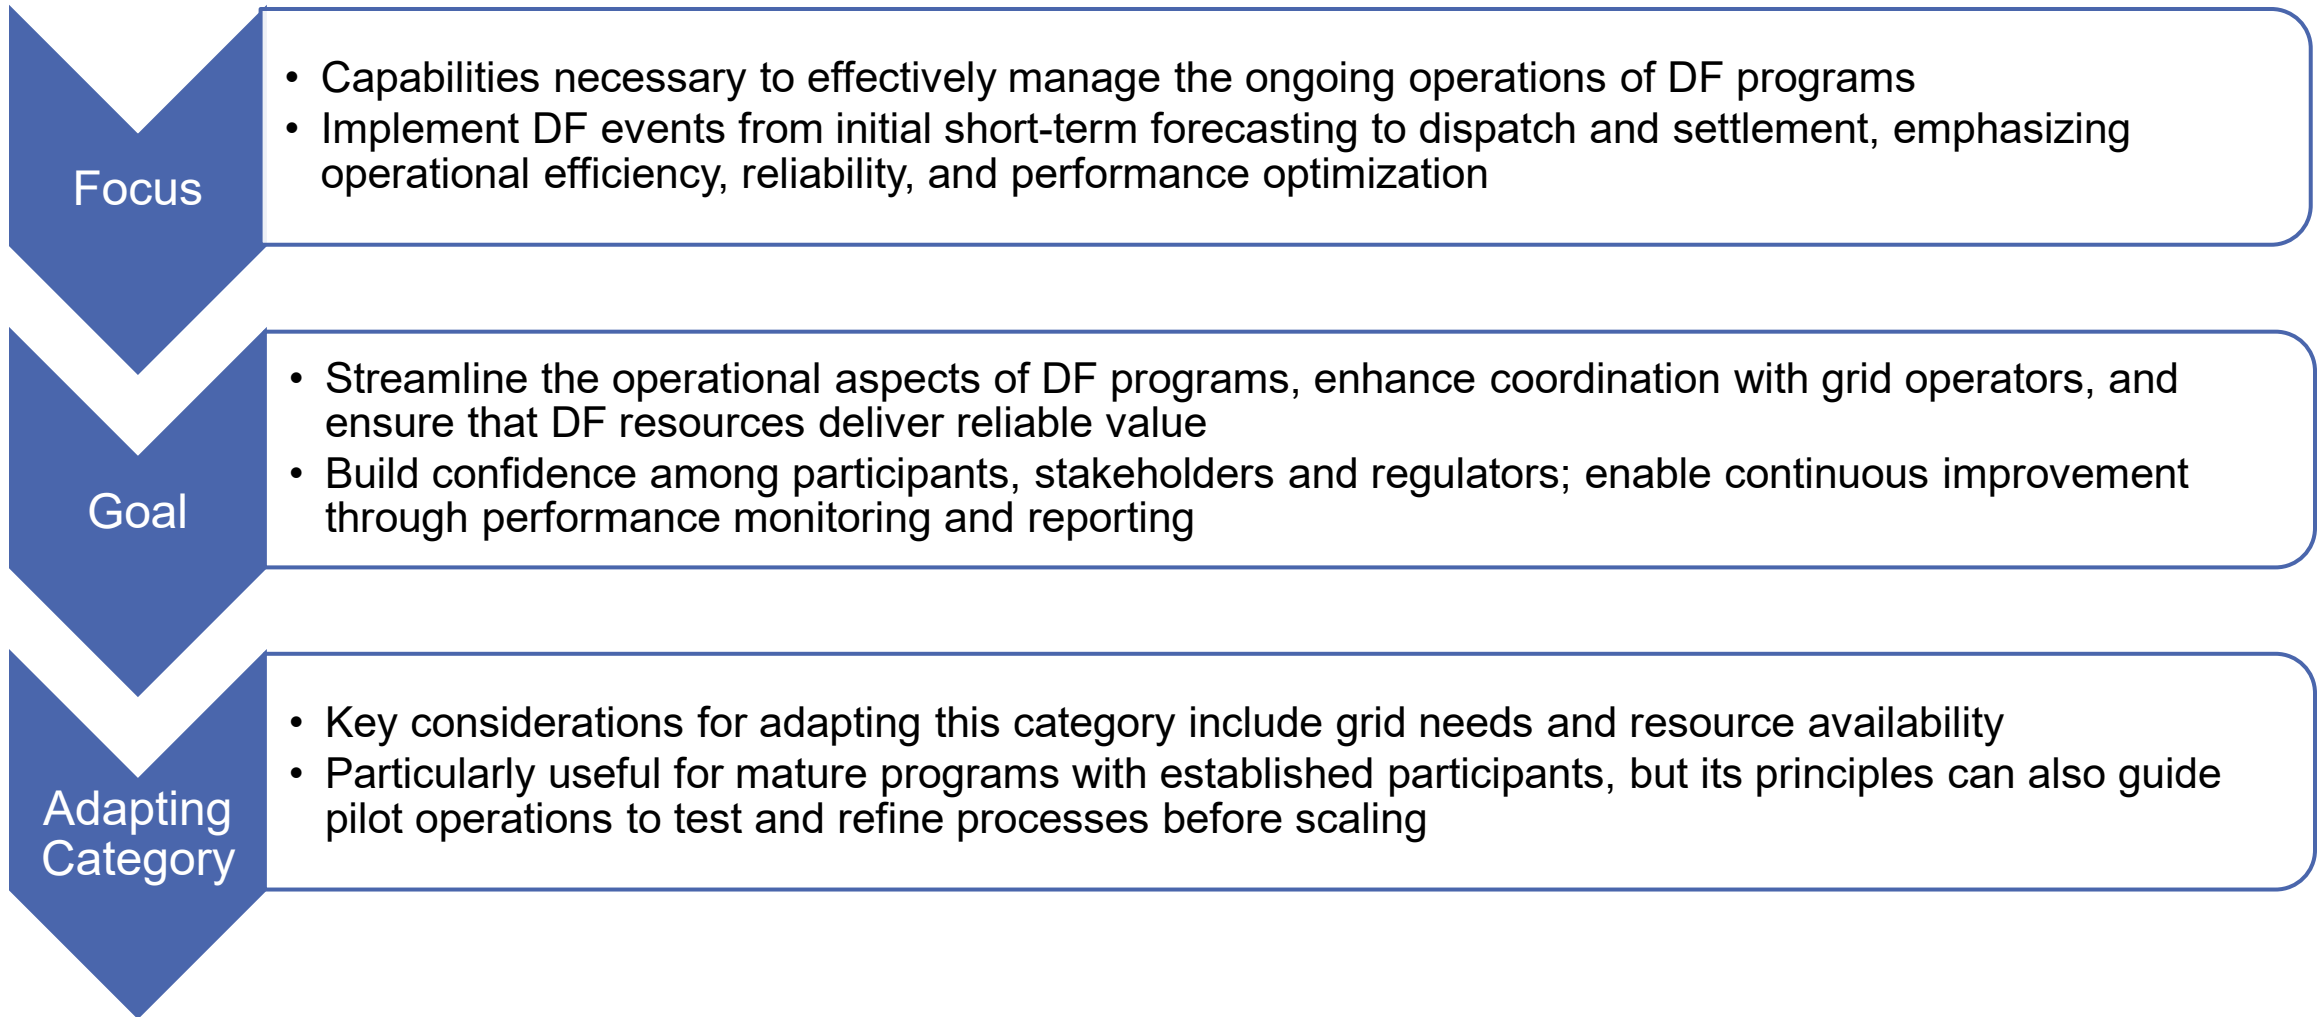 Focus
• Capabilities necessary to effectively manage the ongoing operations of DF programs
• Implement DF events from initial short-term forecasting to dispatch and settlement, emphasizing
operational efficiency, reliability, and performance optimization
Goal
• Streamline the operational aspects of DF programs, enhance coordination with grid operators, and
ensure that DF resources deliver reliable value
• Build confidence among participants, stakeholders and regulators; enable continuous improvement
through performance monitoring and reporting
Adapting
Category
• Key considerations for adapting this category include grid needs and resource availability
• Particularly useful for mature programs with established participants, but its principles can also guide
pilot operations to test and refine processes before scaling